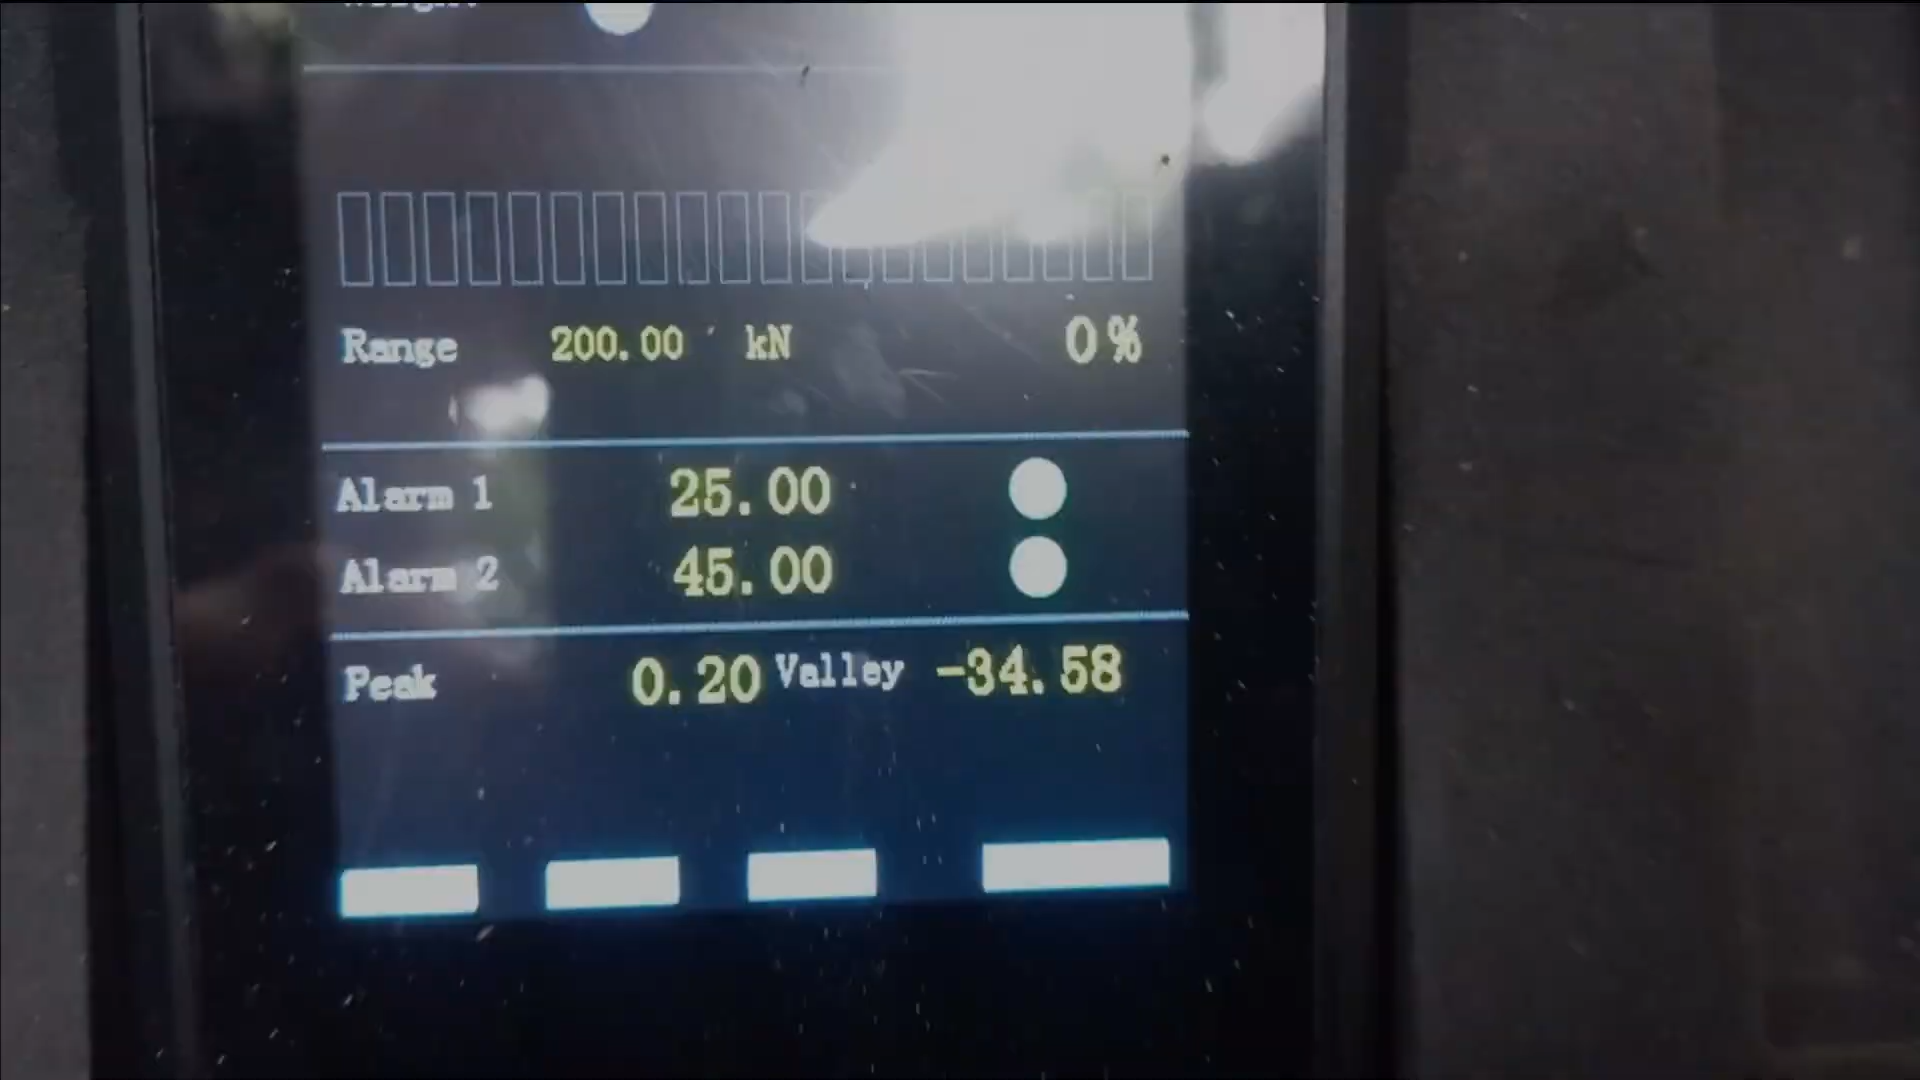 Weight
Range 200.00 kN 0%
Alarm 1 25.00
Alarm 2 45.00
Peak 0.20 Valley -34.58